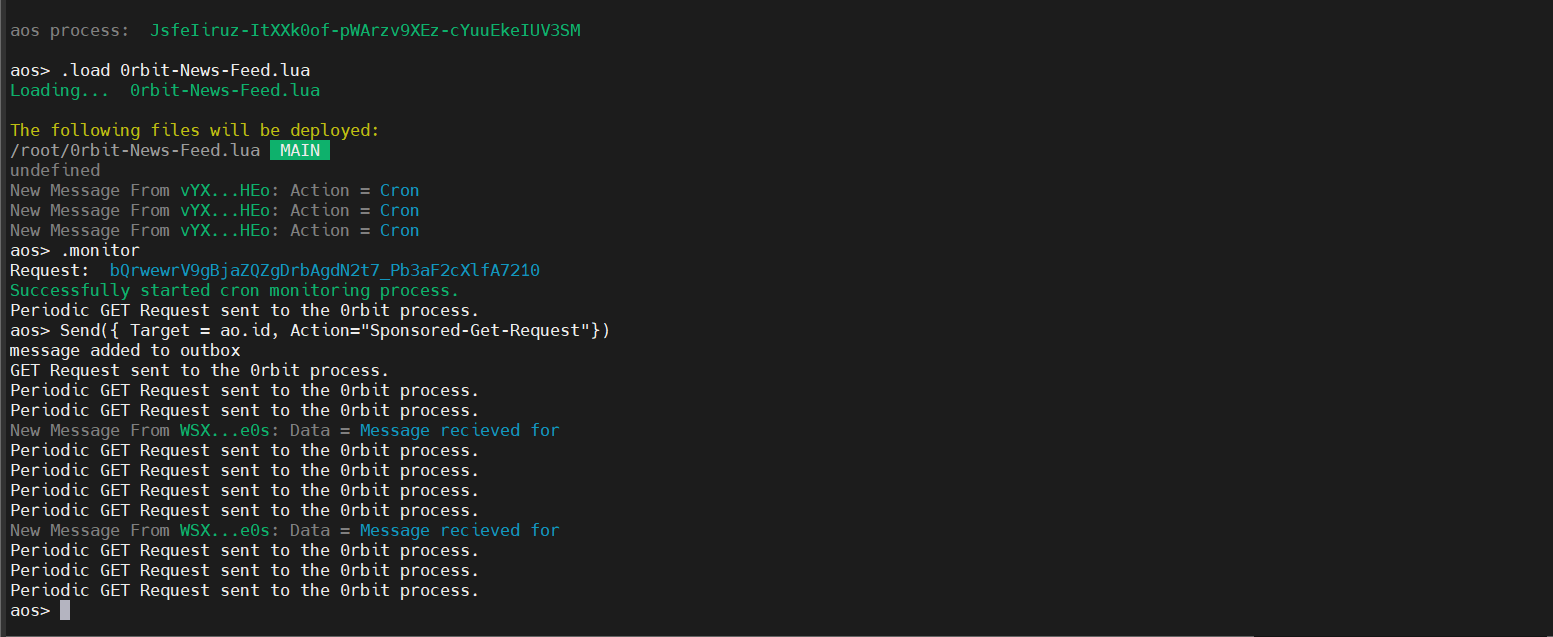 aos process:  JsfeIiruz-ItXXk0of-pWArzv9XEz-cYuuEkeIUV3SM
aos> .load 0rbit-News-Feed.lua
Loading...  0rbit-News-Feed.lua
The following files will be deployed:
/root/0rbit-News-Feed.lua MAIN
undefined
New Message From vYX...HEo: Action = Cron
New Message From vYX...HEo: Action = Cron
New Message From vYX...HEo: Action = Cron
aos> .monitor
Request:  bQrwewrV9gBjaZQZgDrbAgdN2t7_Pb3aF2cXlfA7210
Successfully started cron monitoring process.
Periodic GET Request sent to the 0rbit process.
aos> Send({ Target = ao.id, Action="Sponsored-Get-Request"})
message added to outbox
GET Request sent to the 0rbit process.
Periodic GET Request sent to the 0rbit process.
Periodic GET Request sent to the 0rbit process.
New Message From WSX...e0s: Data = Message recieved for
Periodic GET Request sent to the 0rbit process.
Periodic GET Request sent to the 0rbit process.
Periodic GET Request sent to the 0rbit process.
Periodic GET Request sent to the 0rbit process.
New Message From WSX...e0s: Data = Message recieved for
Periodic GET Request sent to the 0rbit process.
Periodic GET Request sent to the 0rbit process.
Periodic GET Request sent to the 0rbit process.
aos>